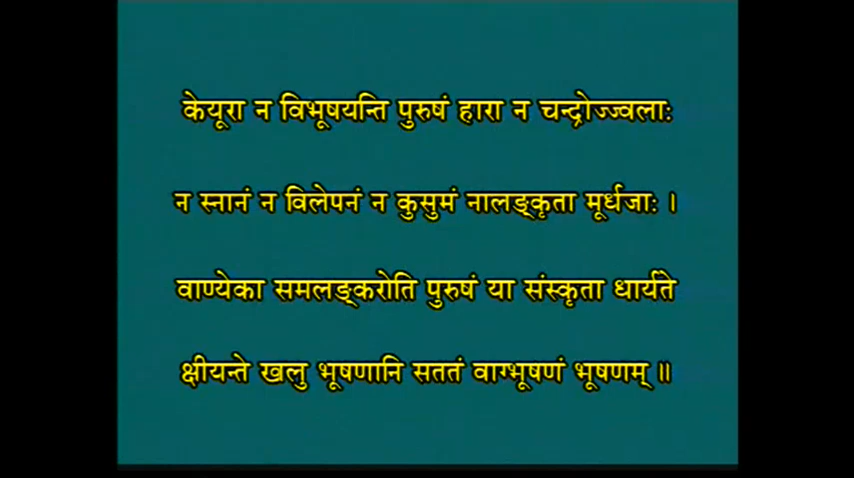 केयूरा न विभूषयन्ति पुरुषं हारा न चन्द्रोज्ज्वलाः
न स्नानं न विलेपनं न कुसुमं नालङ्कृता मूर्धजाः ।
वाण्येका समलङ्करोति पुरुषं या संस्कृता धार्यते
क्षीयन्ते खलु भूषणानि सततं वाग्भूषणं भूषणम् ॥